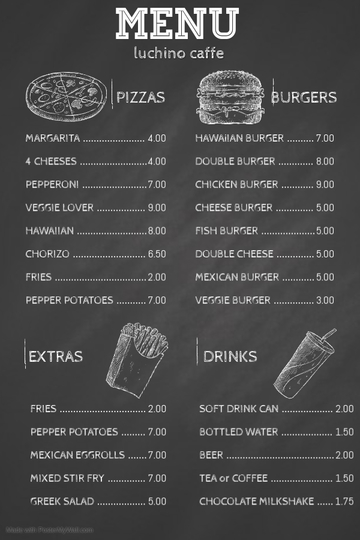 MENU
luchino caffe
PIZZAS
MARGARITA ........................ 4.00
4 CHEESES ........................ 4.00
PEPPERONI ........................ 7.00
VEGGIE LOVER .................... 9.00
HAWAIIAN ........................ 8.00
CHORIZO ........................ 6.50
FRIES ........................ 2.00
PEPPER POTATOES ............ 7.00
BURGERS
HAWAIIAN BURGER .......... 7.00
DOUBLE BURGER ............ 8.00
CHICKEN BURGER ............ 9.00
CHEESE BURGER .............. 5.00
FISH BURGER .................. 5.00
DOUBLE CHEESE .............. 5.00
MEXICAN BURGER ............ 5.00
VEGGIE BURGER .............. 3.00
EXTRAS
FRIES ........................ 2.00
PEPPER POTATOES .......... 7.00
MEXICAN EGGROLLS ........ 7.00
MIXED STIR FRY .............. 7.00
GREEK SALAD .................. 5.00
DRINKS
SOFT DRINK CAN .............. 2.00
BOTTLED WATER .............. 1.50
BEER ........................ 2.00
TEA or COFFEE ................ 1.50
CHOCOLATE MILKSHAKE ..... 1.75
Made with PosterMyWall.com